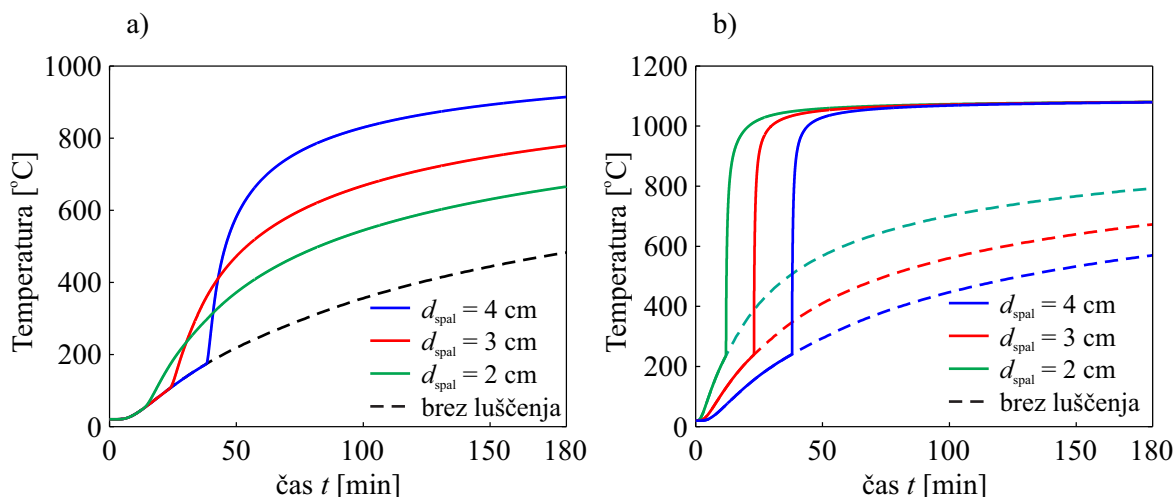 a)
Temperatura [°C]
1000
800
600
400
200
0
0 50 100 150 180
čas t [min]
d_spal = 4 cm
d_spal = 3 cm
d_spal = 2 cm
brez luščenja
b)
Temperatura [°C]
1200
1000
800
600
400
200
0
0 50 100 150 180
čas t [min]
d_spal = 4 cm
d_spal = 3 cm
d_spal = 2 cm
brez luščenja